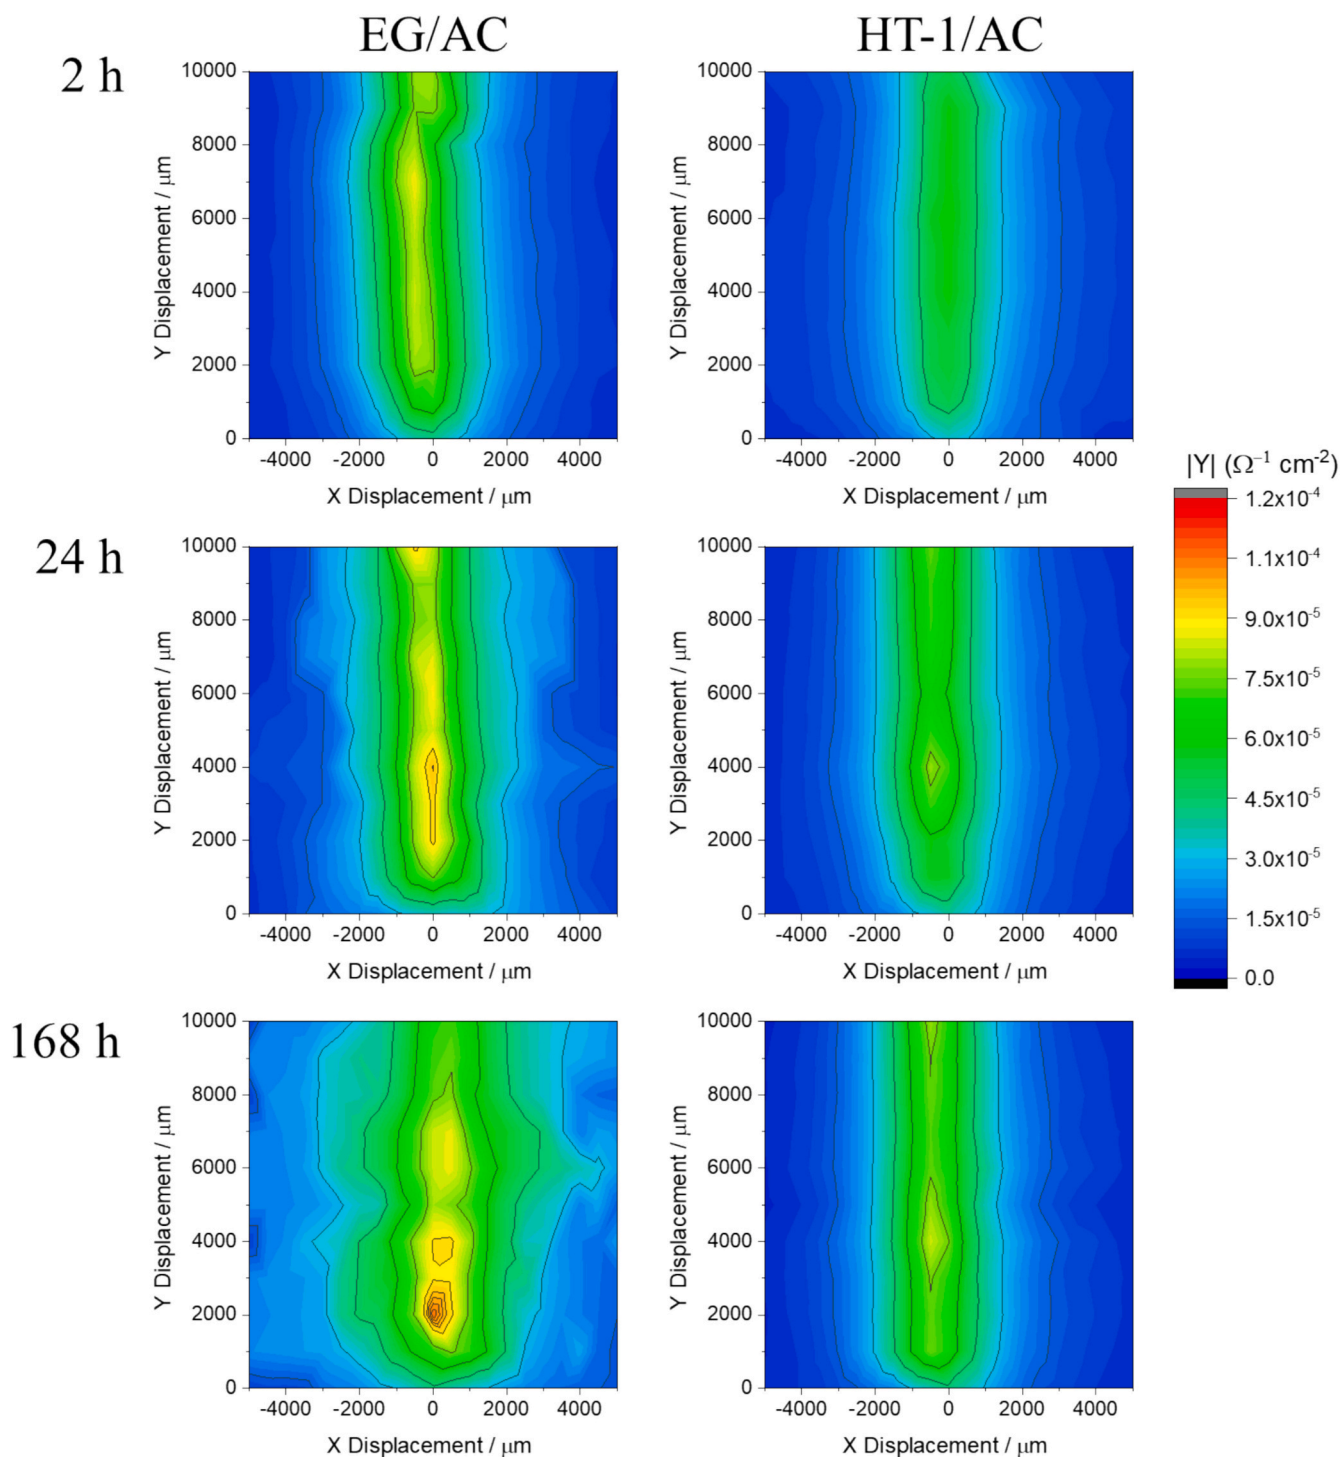 EG/AC HT-1/AC
2 h
10000 10000
8000 8000
6000 6000
4000 4000
2000 2000
0 0
Y Displacement / μm Y Displacement / μm
-4000 -2000 0 2000 4000 -4000 -2000 0 2000 4000
X Displacement / μm X Displacement / μm
|Y| (Ω⁻¹ cm⁻²)
1.2x10⁻⁴
1.1x10⁻⁴
9.0x10⁻⁵
7.5x10⁻⁵
6.0x10⁻⁵
4.5x10⁻⁵
3.0x10⁻⁵
1.5x10⁻⁵
0.0
24 h
10000 10000
8000 8000
6000 6000
4000 4000
2000 2000
0 0
Y Displacement / μm Y Displacement / μm
-4000 -2000 0 2000 4000 -4000 -2000 0 2000 4000
X Displacement / μm X Displacement / μm
168 h
10000 10000
8000 8000
6000 6000
4000 4000
2000 2000
0 0
Y Displacement / μm Y Displacement / μm
-4000 -2000 0 2000 4000 -4000 -2000 0 2000 4000
X Displacement / μm X Displacement / μm